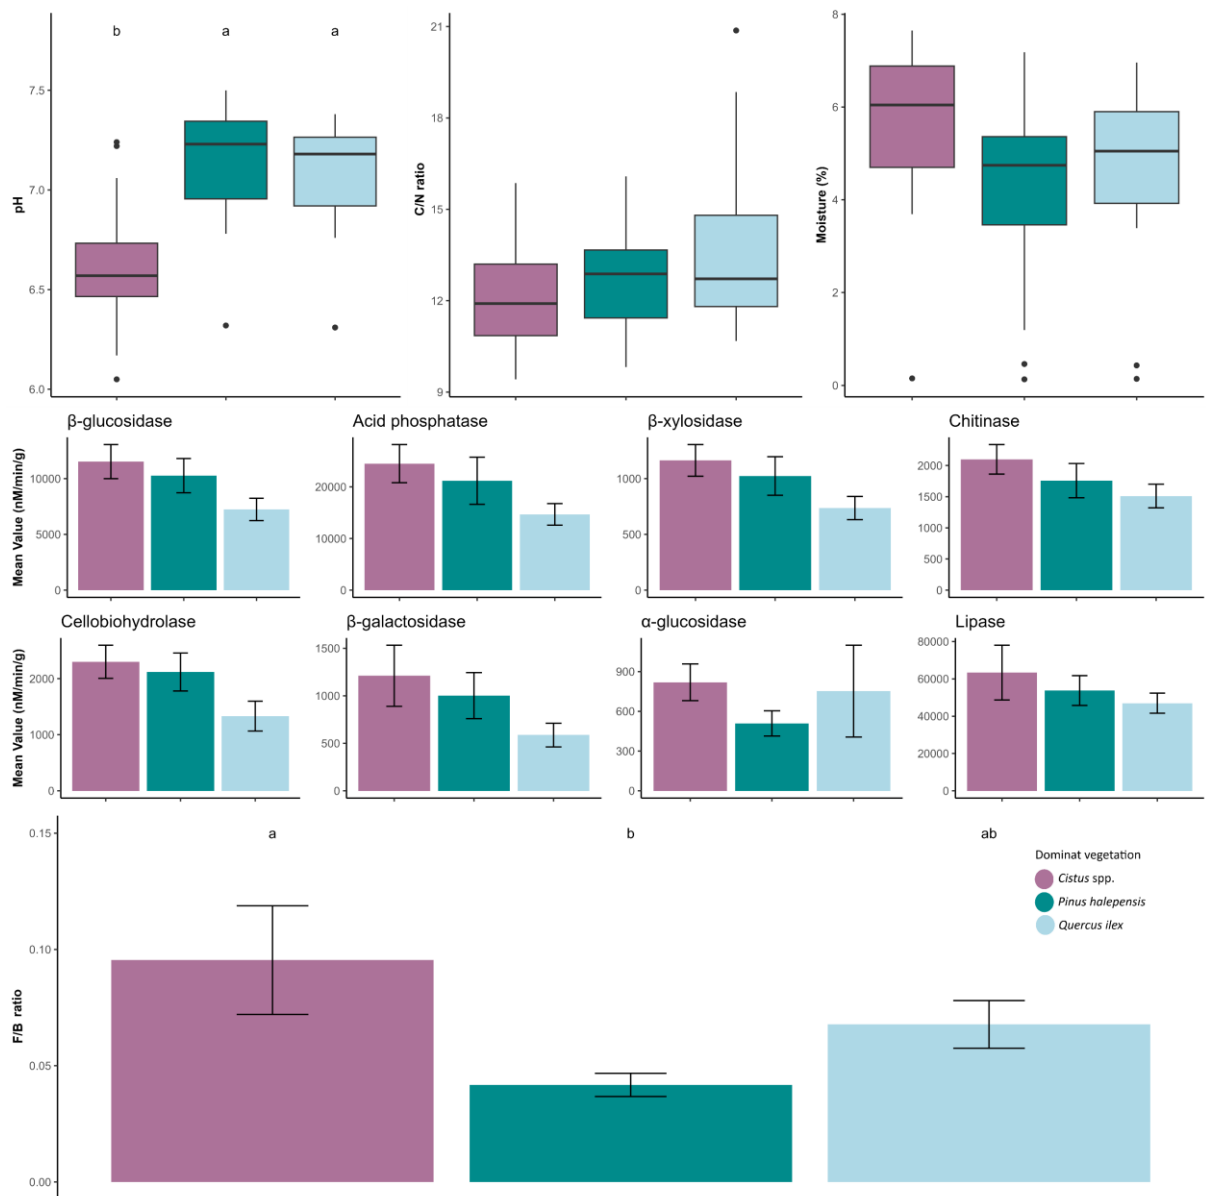 b a a
7.5
7.0
6.5
6.0
pH
21
18
15
12
9
C/N ratio
8
6
4
2
0
Moisture (%)
β-glucosidase
Acid phosphatase
β-xylosidase
Chitinase
Mean Value (nM/min/g)
10000
5000
0
20000
10000
0
1000
500
0
2000
1500
1000
500
0
Cellobiohydrolase
β-galactosidase
α-glucosidase
Lipase
Mean Value (nM/min/g)
2000
1000
0
1500
1000
500
0
900
600
300
0
80000
60000
40000
20000
0
a b ab
0.15
0.10
0.05
0.00
F/B ratio
Dominat vegetation
Cistus spp.
Pinus halepensis
Quercus ilex